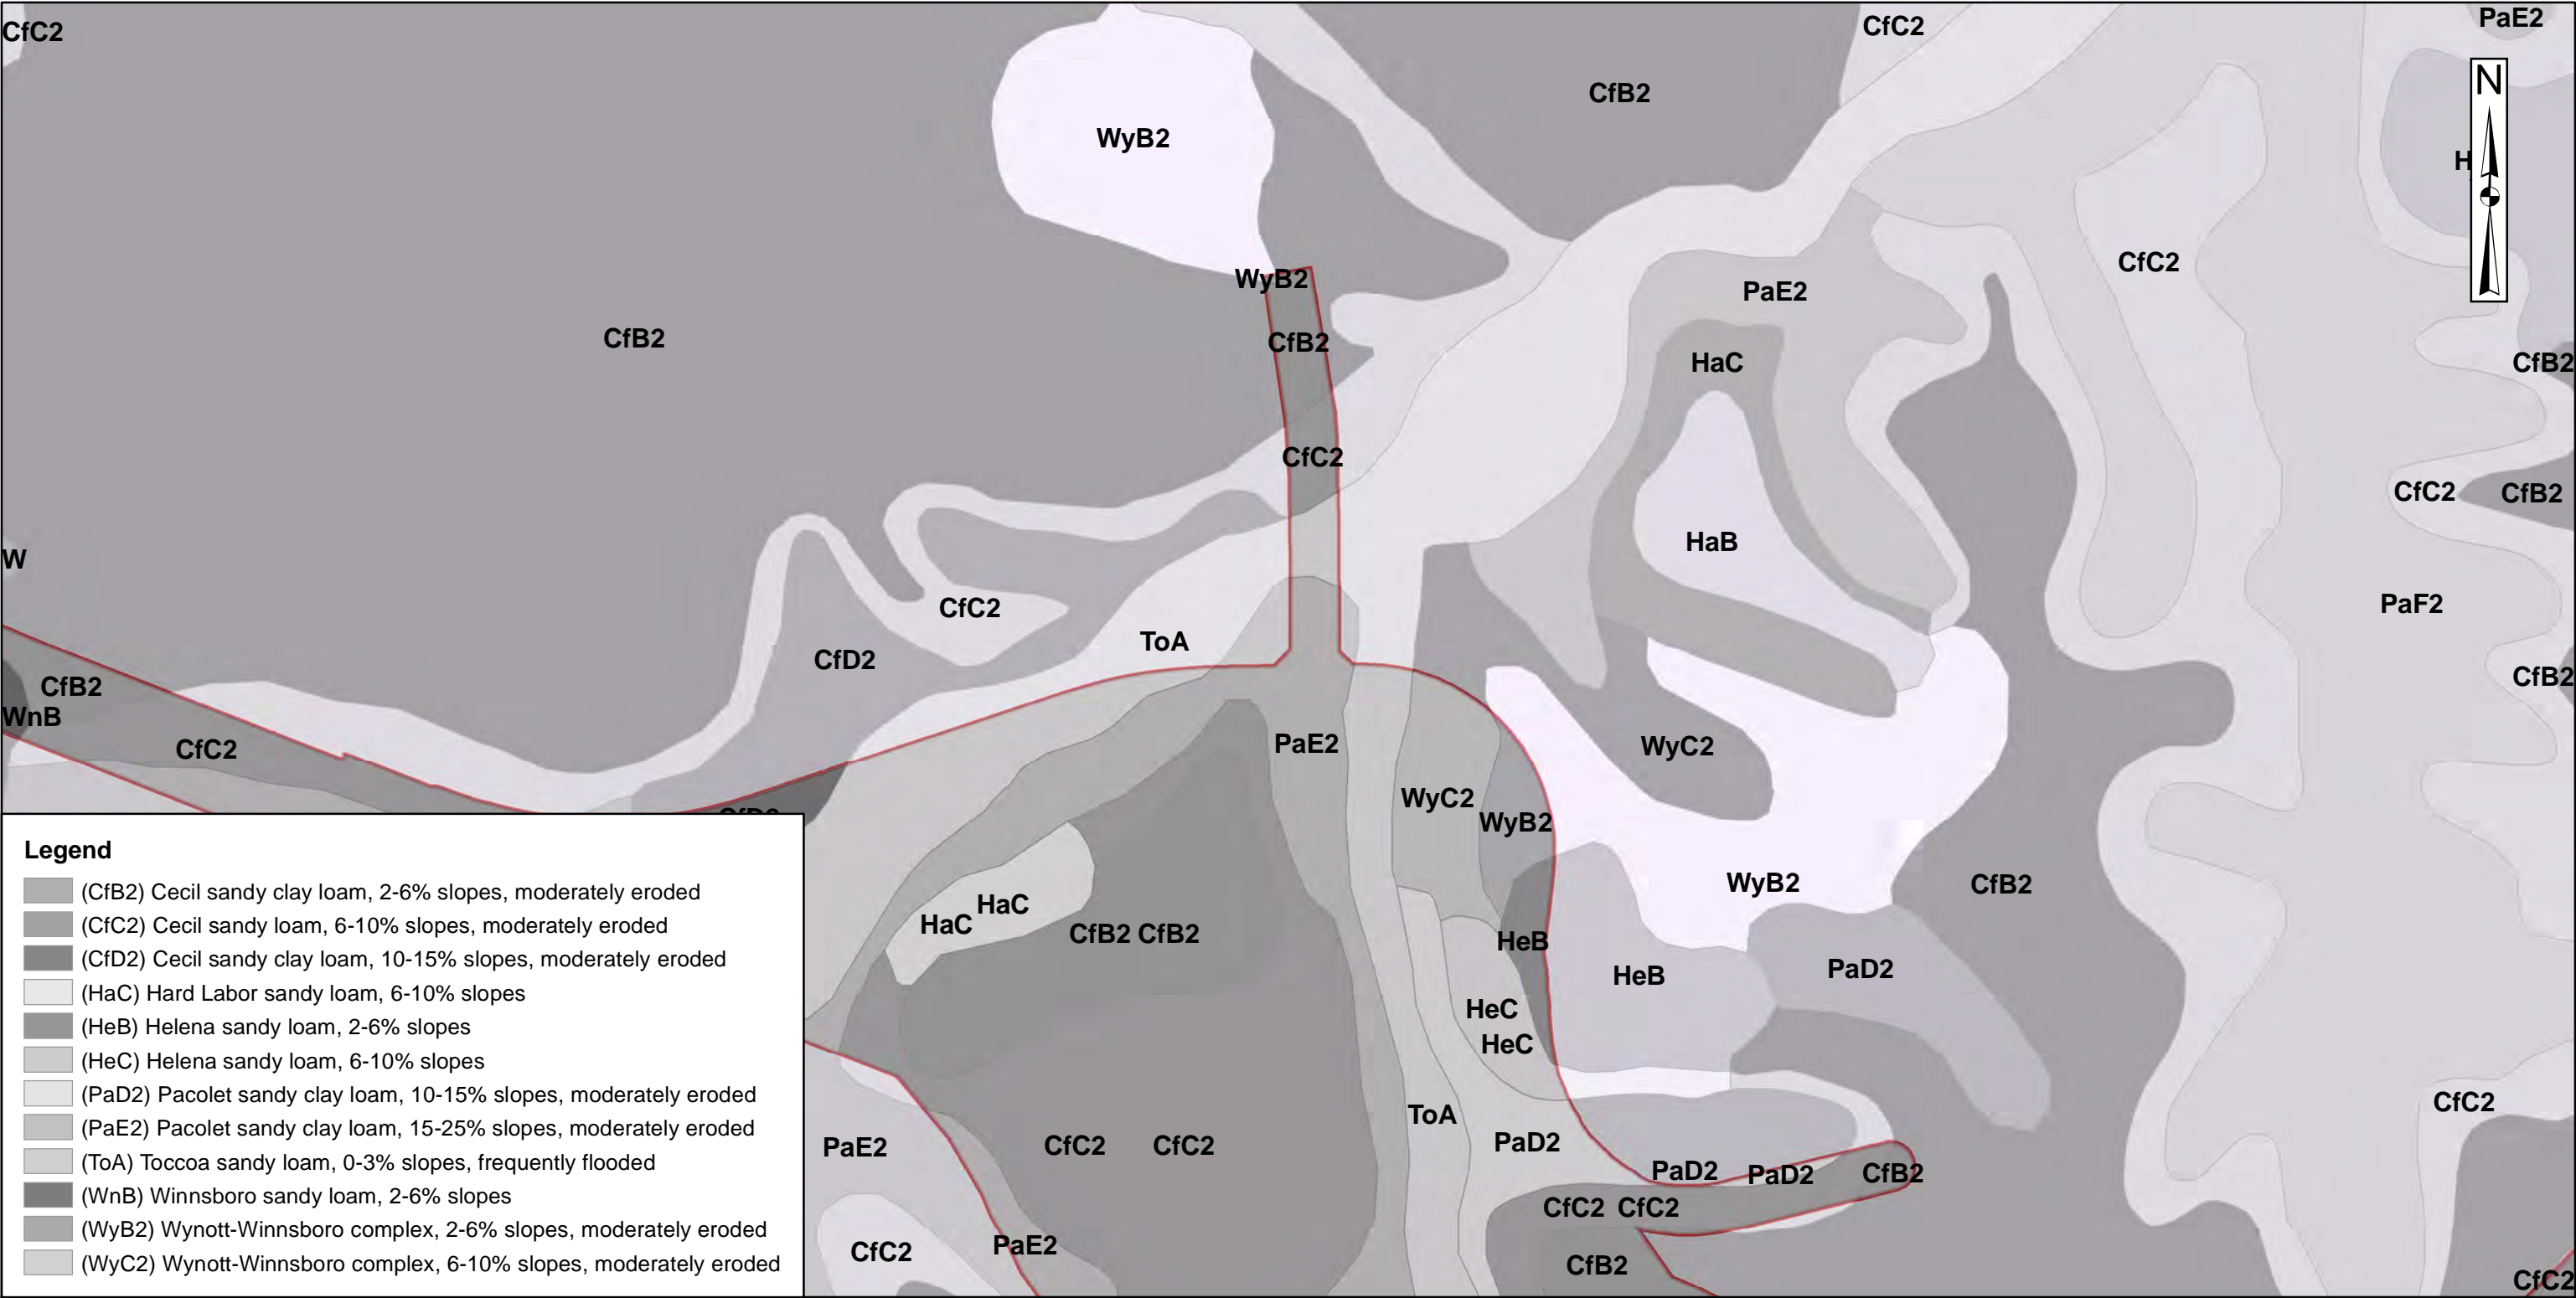 CfC2
CfC2
PaE2
N
CfB2
WyB2
H
CfC2
WyB2
PaE2
CfB2
CfB2
HaC
CfB2
CfC2
CfC2
CfB2
HaB
W
CfC2
PaF2
ToA
CfD2
CfB2
CfB2
WnB
PaE2
WyC2
CfC2
WyC2
WyB2
CfD2
WyB2
CfB2
HaC
HaC
CfB2 CfB2
HeB
HeB
PaD2
HeC
HeC
CfC2
ToA
PaD2
PaE2
CfC2
CfC2
PaD2
PaD2
CfB2
CfC2
CfC2
PaE2
CfC2
CfB2
CfC2
Legend
(CfB2) Cecil sandy clay loam, 2-6% slopes, moderately eroded
(CfC2) Cecil sandy loam, 6-10% slopes, moderately eroded
(CfD2) Cecil sandy clay loam, 10-15% slopes, moderately eroded
(HaC) Hard Labor sandy loam, 6-10% slopes
(HeB) Helena sandy loam, 2-6% slopes
(HeC) Helena sandy loam, 6-10% slopes
(PaD2) Pacolet sandy clay loam, 10-15% slopes, moderately eroded
(PaE2) Pacolet sandy clay loam, 15-25% slopes, moderately eroded
(ToA) Toccoa sandy loam, 0-3% slopes, frequently flooded
(WnB) Winnsboro sandy loam, 2-6% slopes
(WyB2) Wynott-Winnsboro complex, 2-6% slopes, moderately eroded
(WyC2) Wynott-Winnsboro complex, 6-10% slopes, moderately eroded